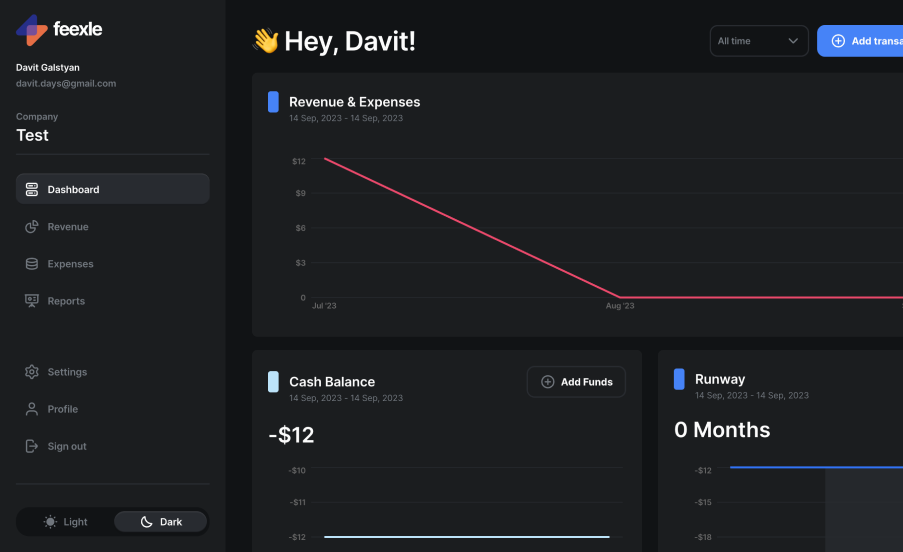 feexle
Davit Galstyan
davit.days@gmail.com
Company
Test
Dashboard
Revenue
Expenses
Reports
Settings
Profile
Sign out
Light
Dark
Hey, Davit!
All time
Add transa
Revenue & Expenses
14 Sep, 2023 - 14 Sep, 2023
$12
$9
$6
$3
0
Jul '23
Aug '23
Cash Balance
14 Sep, 2023 - 14 Sep, 2023
Add Funds
-$12
-$10
-$11
-$12
Runway
14 Sep, 2023 - 14 Sep, 2023
0 Months
-$12
-$15
-$18